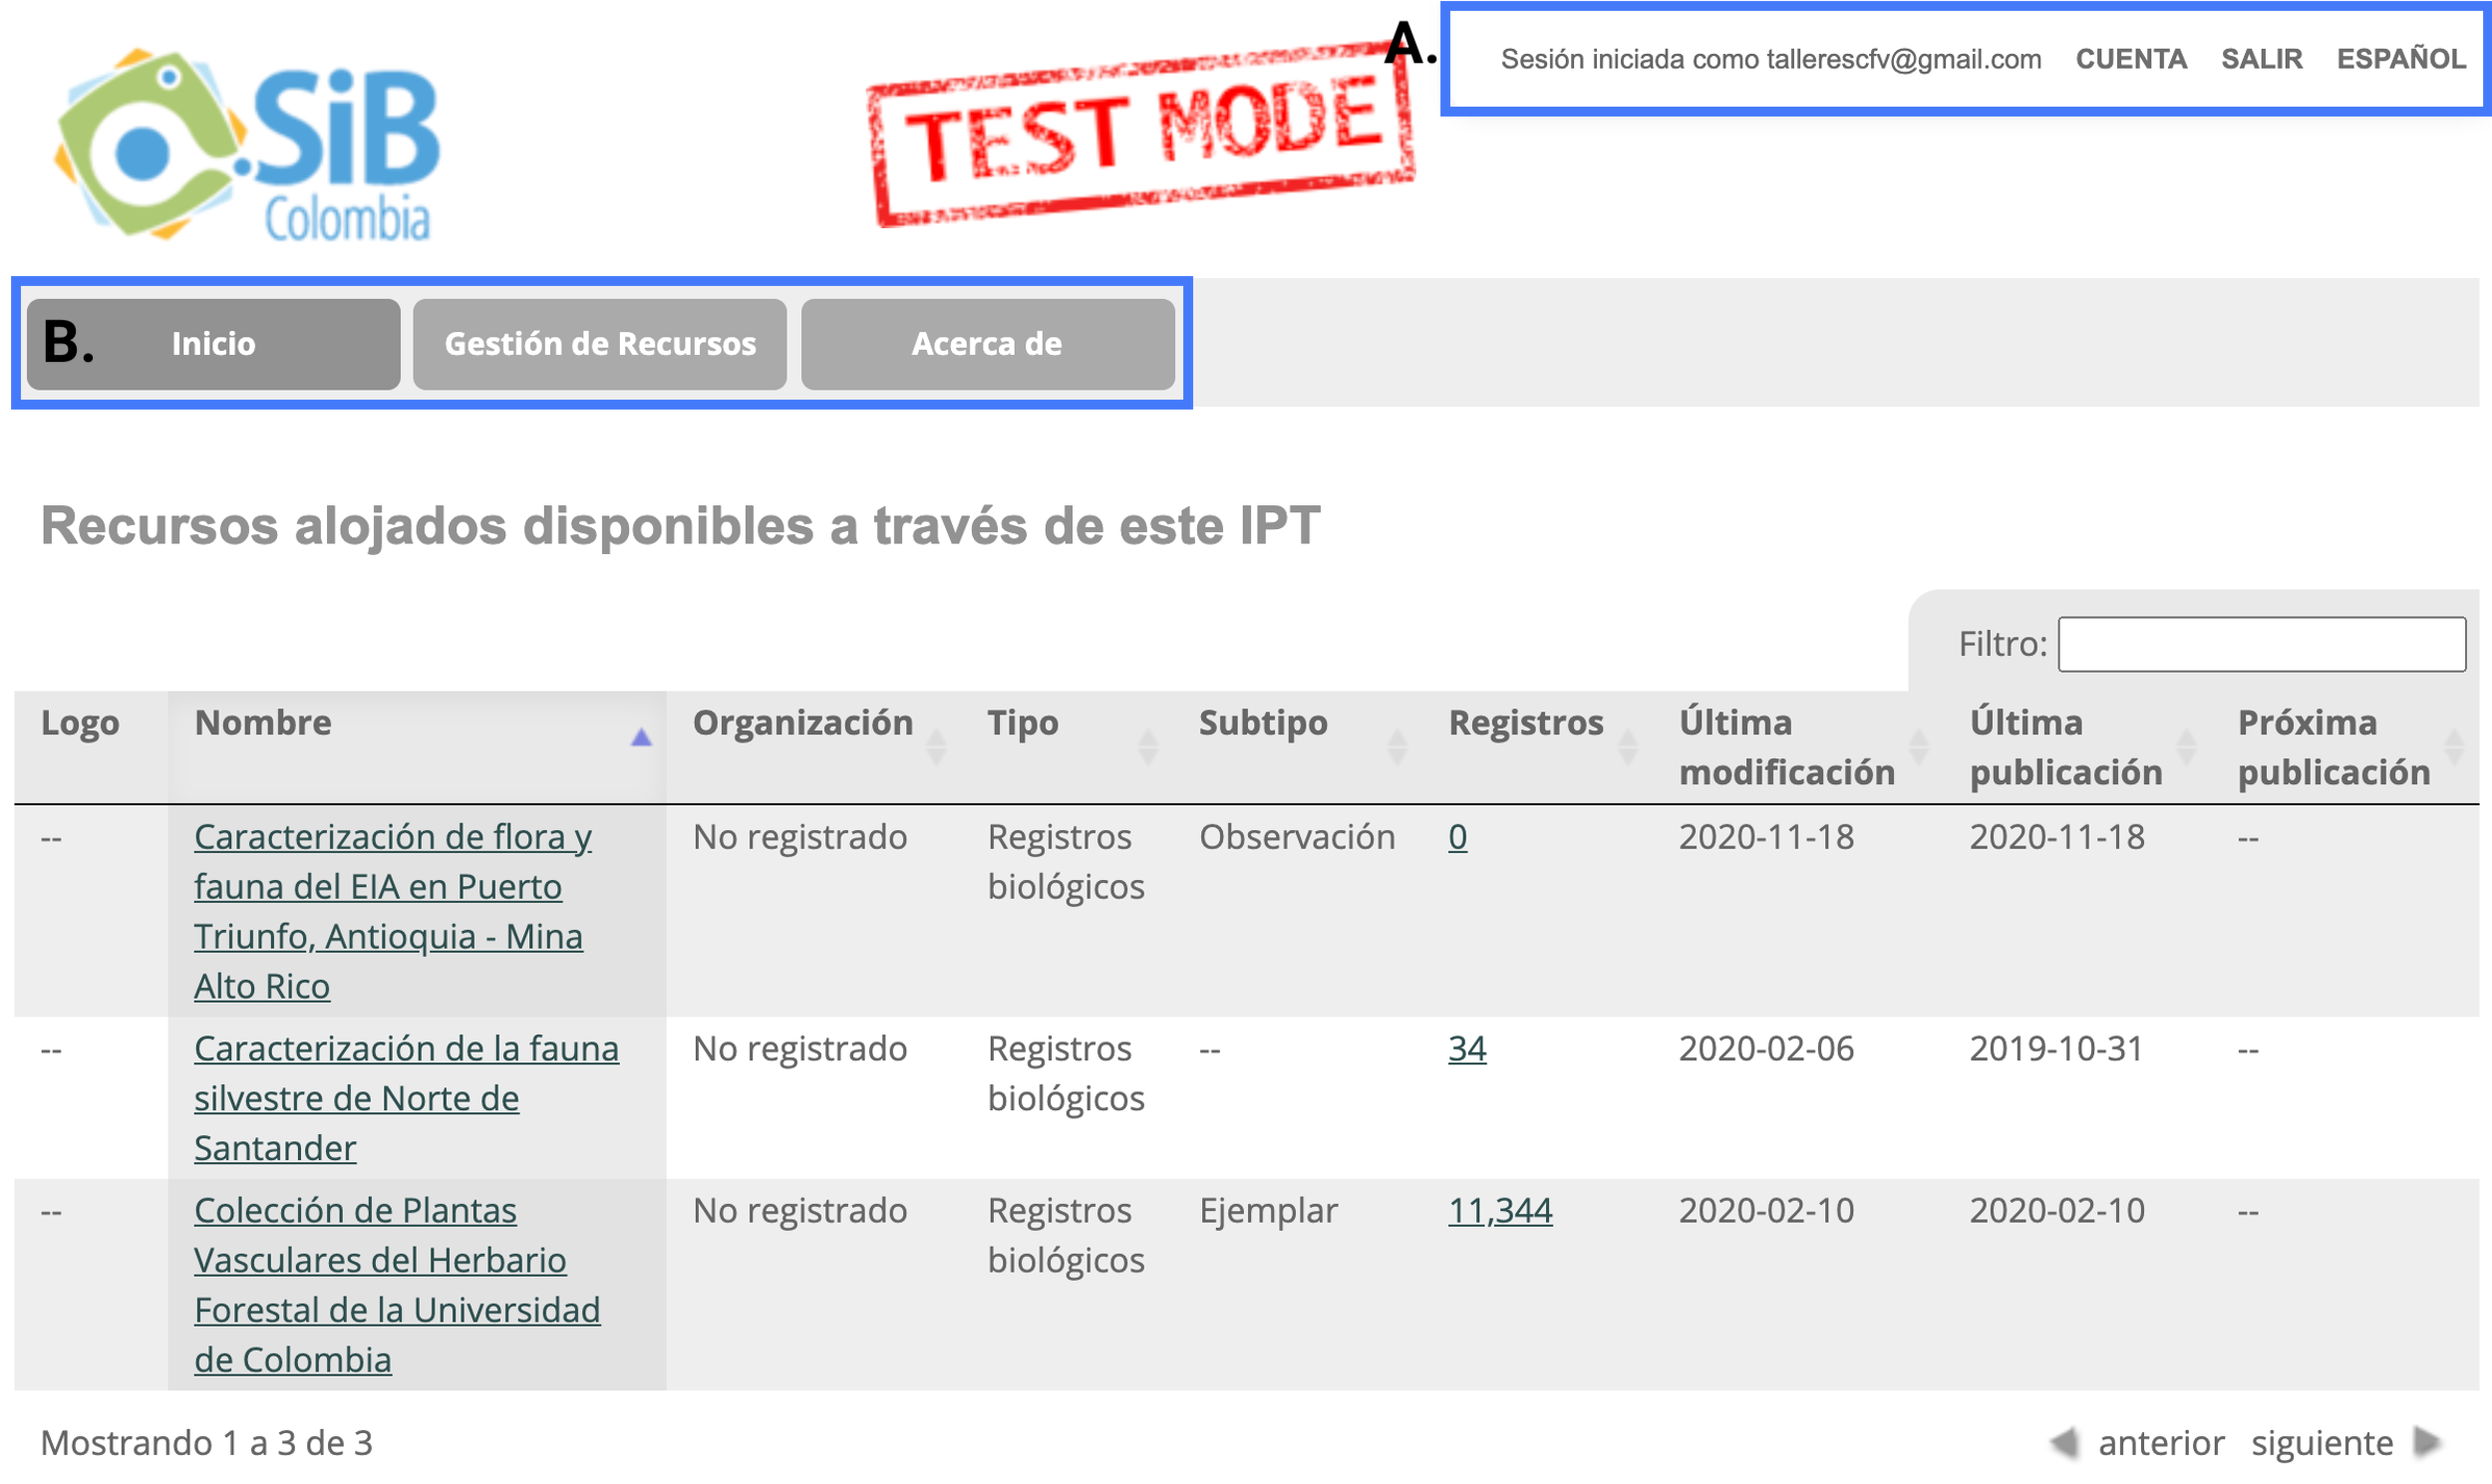 A.
Sesión iniciada como tallerescfv@gmail.com CUENTA SALIR ESPAÑOL
SiB
Colombia
TEST MODE
B. Inicio Gestión de Recursos Acerca de
Recursos alojados disponibles a través de este IPT
Filtro:
Logo Nombre Organización Tipo Subtipo Registros Última modificación Última publicación Próxima publicación
-- Caracterización de flora y No registrado Registros Observación 0 2020-11-18 2020-11-18 --
fauna del EIA en Puerto biológicos
Triunfo, Antioquia - Mina
Alto Rico
-- Caracterización de la fauna No registrado Registros -- 34 2020-02-06 2019-10-31 --
silvestre de Norte de biológicos
Santander
-- Colección de Plantas No registrado Registros Ejemplar 11,344 2020-02-10 2020-02-10 --
Vasculares del Herbario biológicos
Forestal de la Universidad
de Colombia
Mostrando 1 a 3 de 3 anterior siguiente